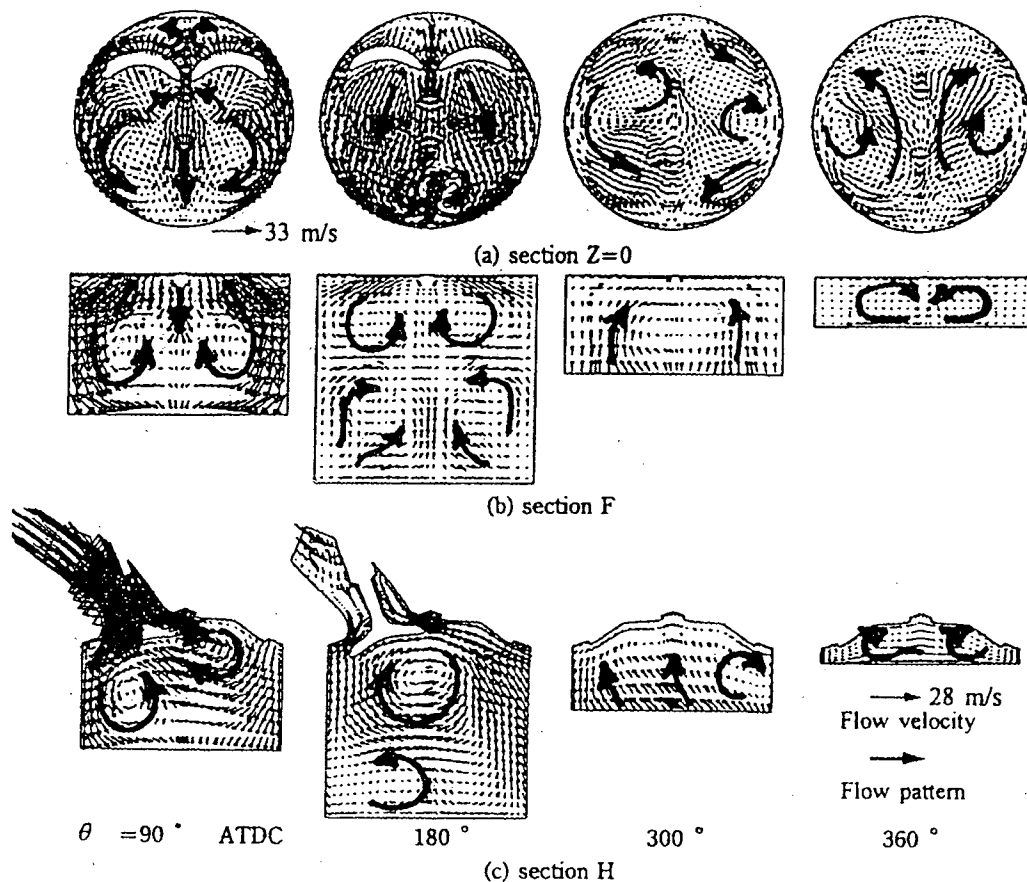 33 m/s
(a) section Z=0
(b) section F
28 m/s
Flow velocity
Flow pattern
θ =90 ° ATDC 180 ° 300 ° 360 °
(c) section H